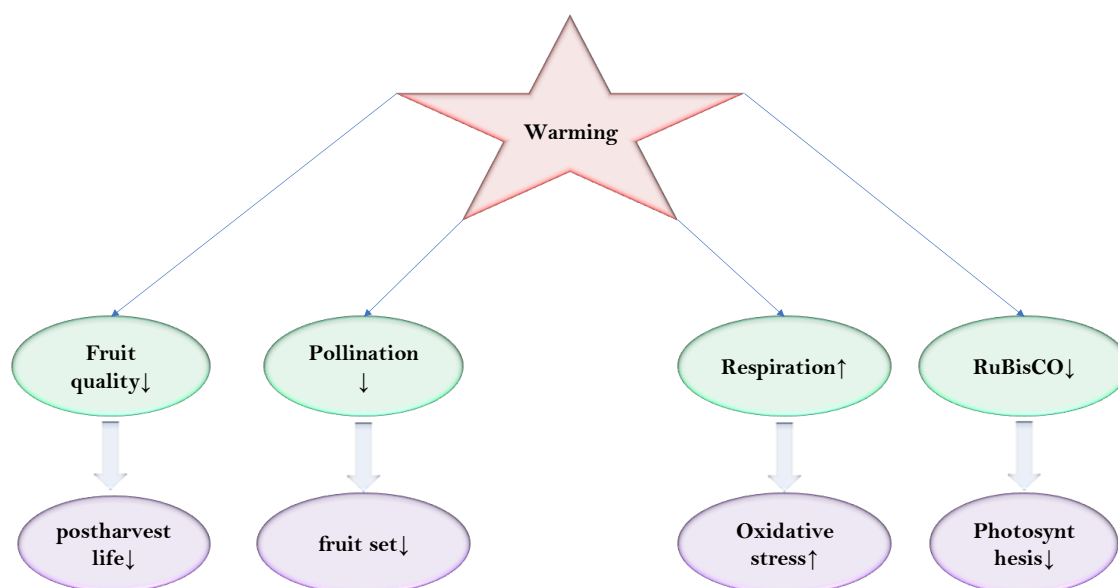 Warming
Fruit
quality↓
Pollination
↓
Respiration↑
RuBisCO↓
postharvest
life↓
fruit set↓
Oxidative
stress↑
Photosynt
hesis↓